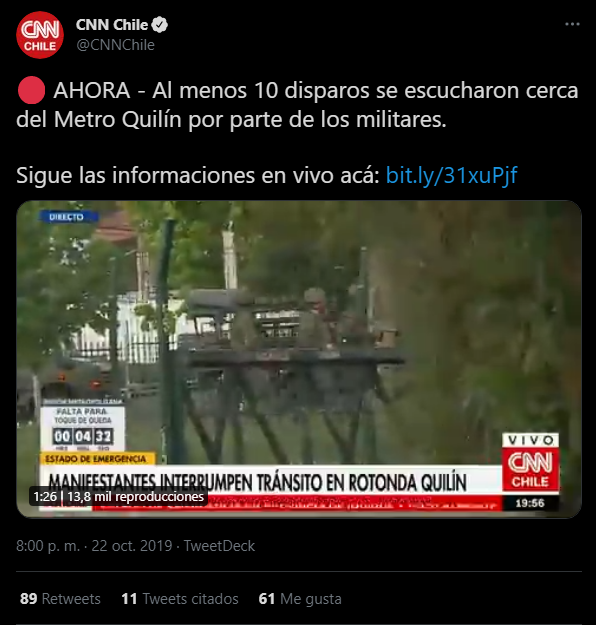 CNN
CHILE
CNN Chile
@CNNChile
AHORA - Al menos 10 disparos se escucharon cerca
del Metro Quilín por parte de los militares.
Sigue las informaciones en vivo acá: bit.ly/31xuPjf
DIRECTO
REGIÓN METROPOLITANA
FALTA PARA
TOQUE DE QUEDA
00 04 32
ESTADO DE EMERGENCIA
MANIFESTANTES INTERRUMPEN TRÁNSITO EN ROTONDA QUILÍN
1:26 | 13,8 mil reproducciones
VIVO
CNN
CHILE
19:56
8:00 p. m. · 22 oct. 2019 · TweetDeck
89 Retweets 11 Tweets citados 61 Me gusta